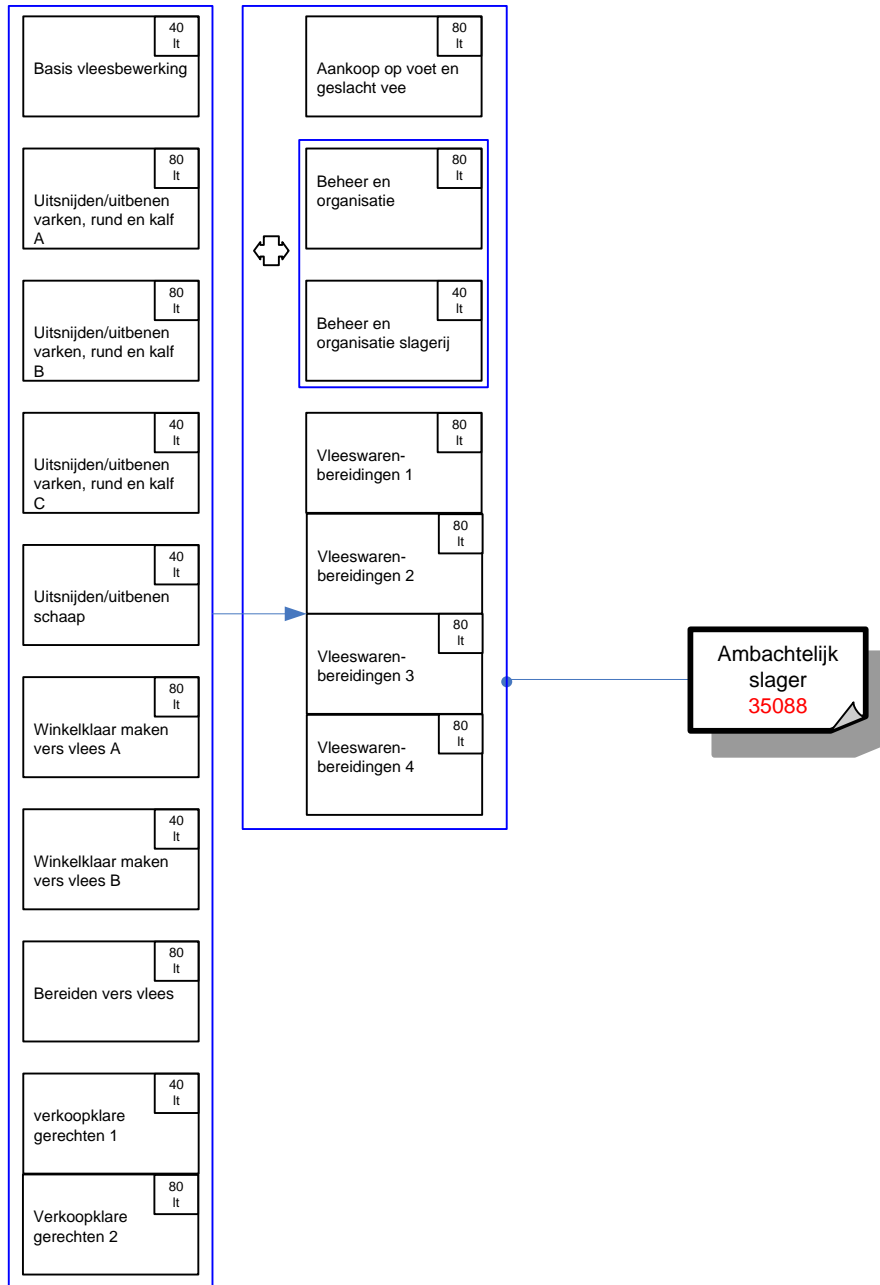 40
lt
Basis vleesbewerking
80
lt
Uitsnijden/uitbenen
varken, rund en kalf
A
80
lt
Uitsnijden/uitbenen
varken, rund en kalf
B
40
lt
Uitsnijden/uitbenen
varken, rund en kalf
C
40
lt
Uitsnijden/uitbenen
schaap
80
lt
Winkelklaar maken
vers vlees A
40
lt
Winkelklaar maken
vers vlees B
80
lt
Bereiden vers vlees
40
lt
verkoopklare
gerechten 1
80
lt
Verkoopklare
gerechten 2
80
lt
Aankoop op voet en
geslacht vee
80
lt
Beheer en
organisatie
40
lt
Beheer en
organisatie slagerij
80
lt
Vleeswaren-
bereidingen 1
80
lt
Vleeswaren-
bereidingen 2
80
lt
Vleeswaren-
bereidingen 3
80
lt
Vleeswaren-
bereidingen 4
Ambachtelijk
slager
35088